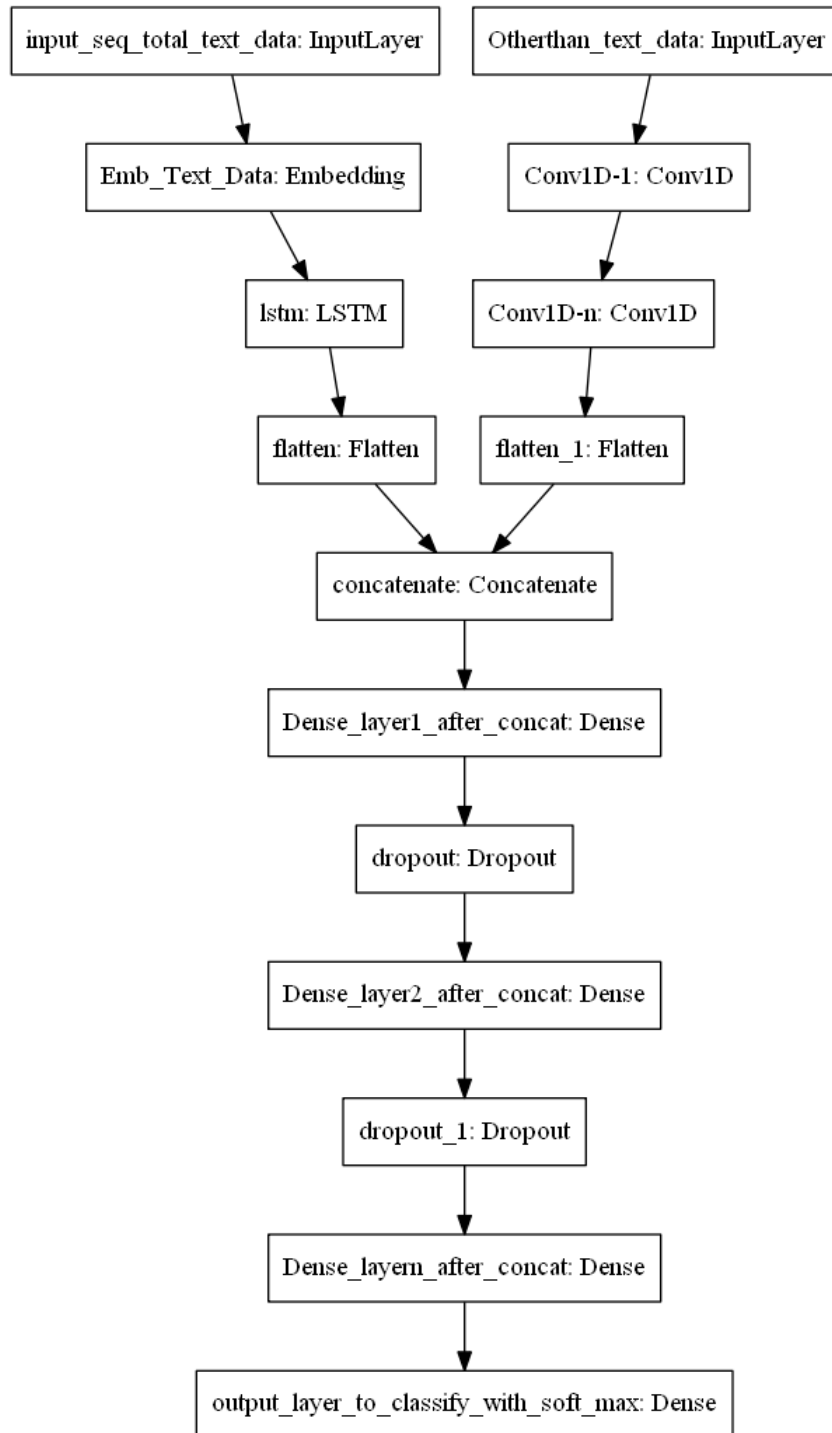 input_seq_total_text_data: InputLayer
Otherthan_text_data: InputLayer
Emb_Text_Data: Embedding
Conv1D-1: Conv1D
lstm: LSTM
Conv1D-n: Conv1D
flatten: Flatten
flatten_1: Flatten
concatenate: Concatenate
Dense_layer1_after_concat: Dense
dropout: Dropout
Dense_layer2_after_concat: Dense
dropout_1: Dropout
Dense_layern_after_concat: Dense
output_layer_to_classify_with_soft_max: Dense